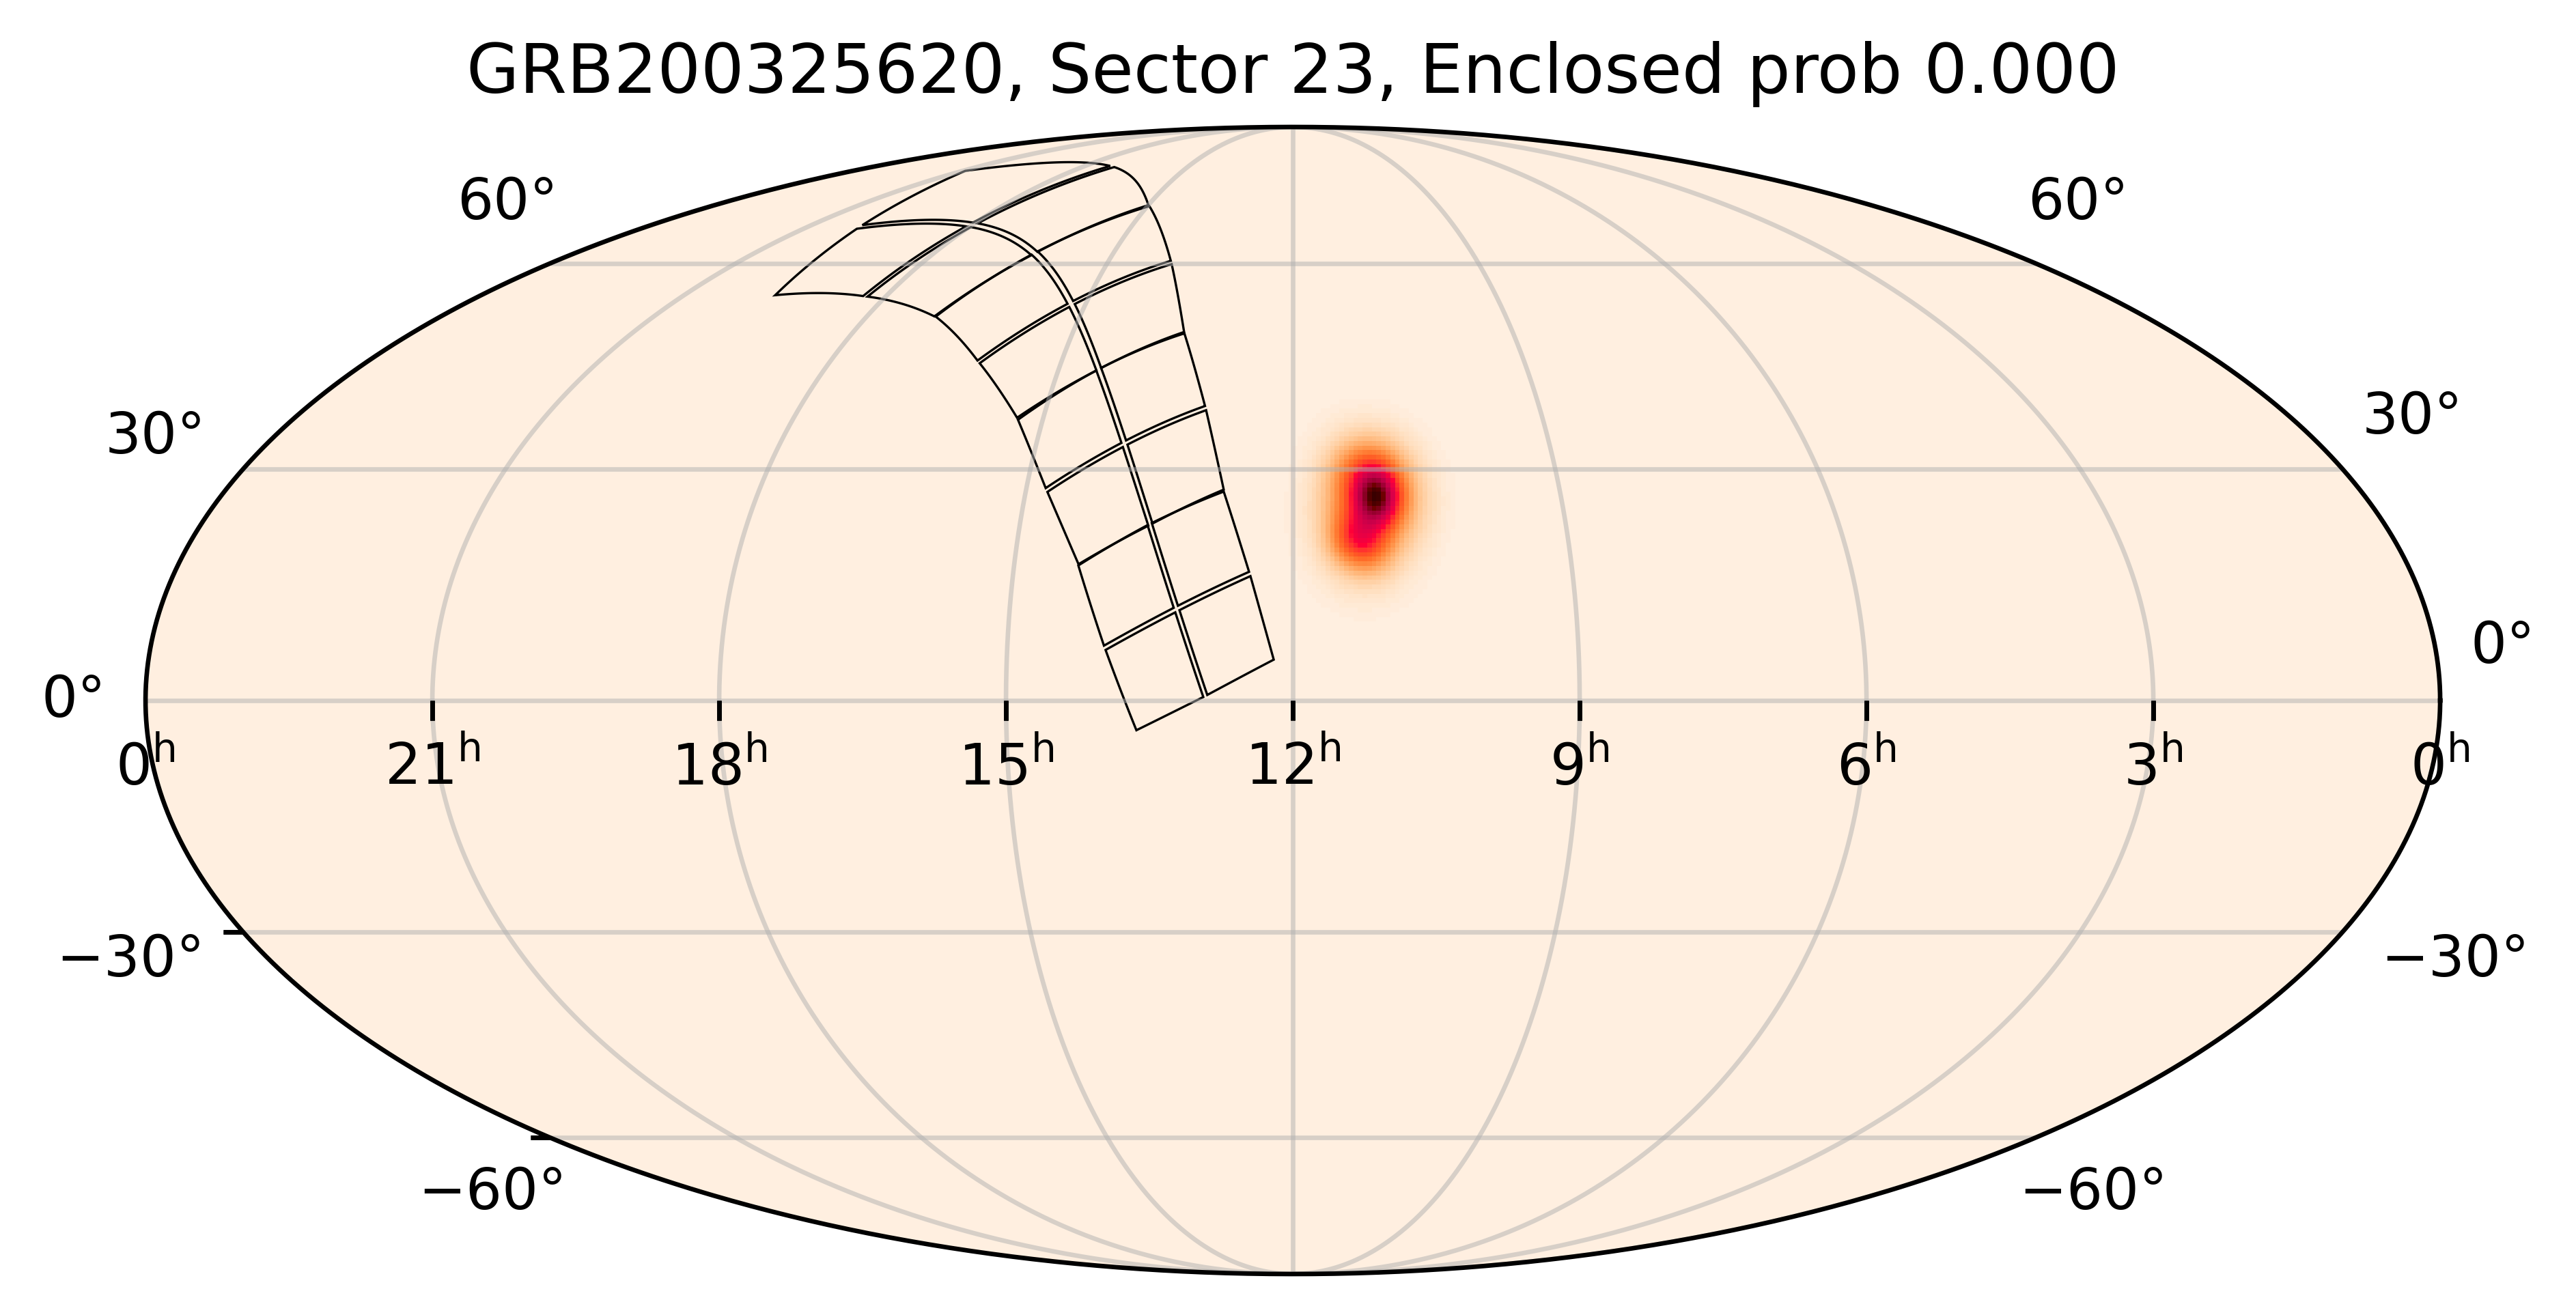 GRB200325620, Sector 23, Enclosed prob 0.000
60° 60°
30° 30°
0° 0°
0ʰ 21ʰ 18ʰ 15ʰ 12ʰ 9ʰ 6ʰ 3ʰ 0ʰ
−30° −30°
−60° −60°